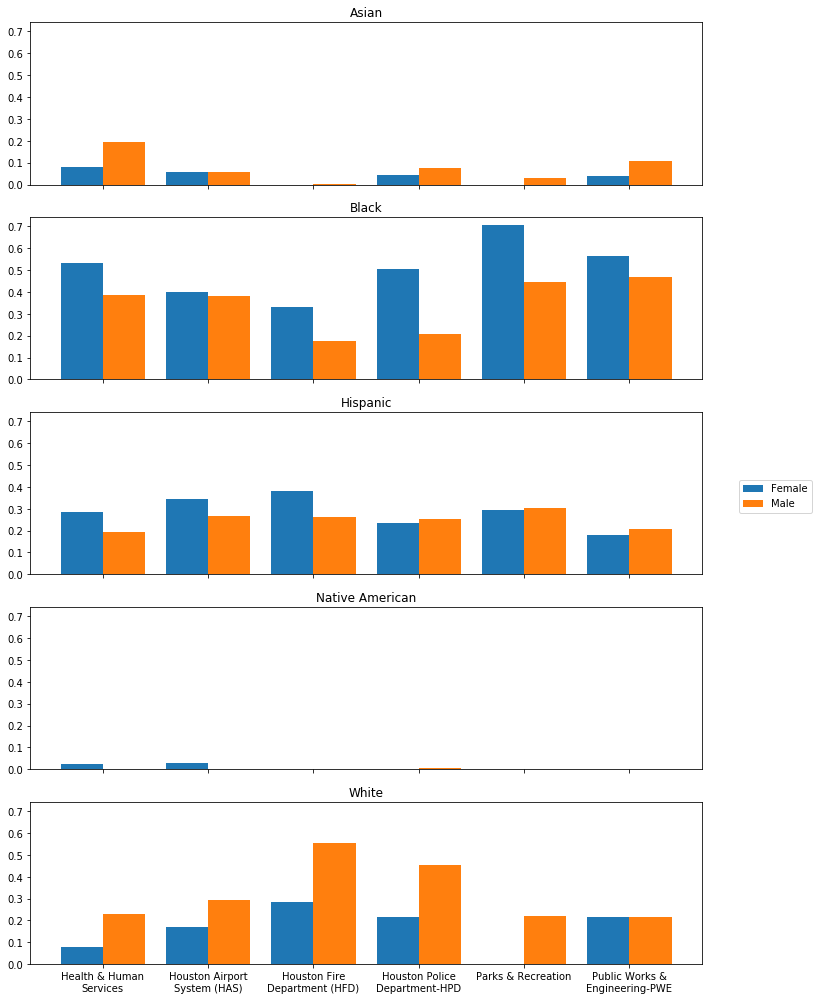 Asian
0.7
0.6
0.5
0.4
0.3
0.2
0.1
0.0
Black
0.7
0.6
0.5
0.4
0.3
0.2
0.1
0.0
Hispanic
0.7
0.6
0.5
0.4
0.3
0.2
0.1
0.0
Female
Male
Native American
0.7
0.6
0.5
0.4
0.3
0.2
0.1
0.0
White
0.7
0.6
0.5
0.4
0.3
0.2
0.1
0.0
Health & Human
Services
Houston Airport
System (HAS)
Houston Fire
Department (HFD)
Houston Police
Department-HPD
Parks & Recreation
Public Works &
Engineering-PWE